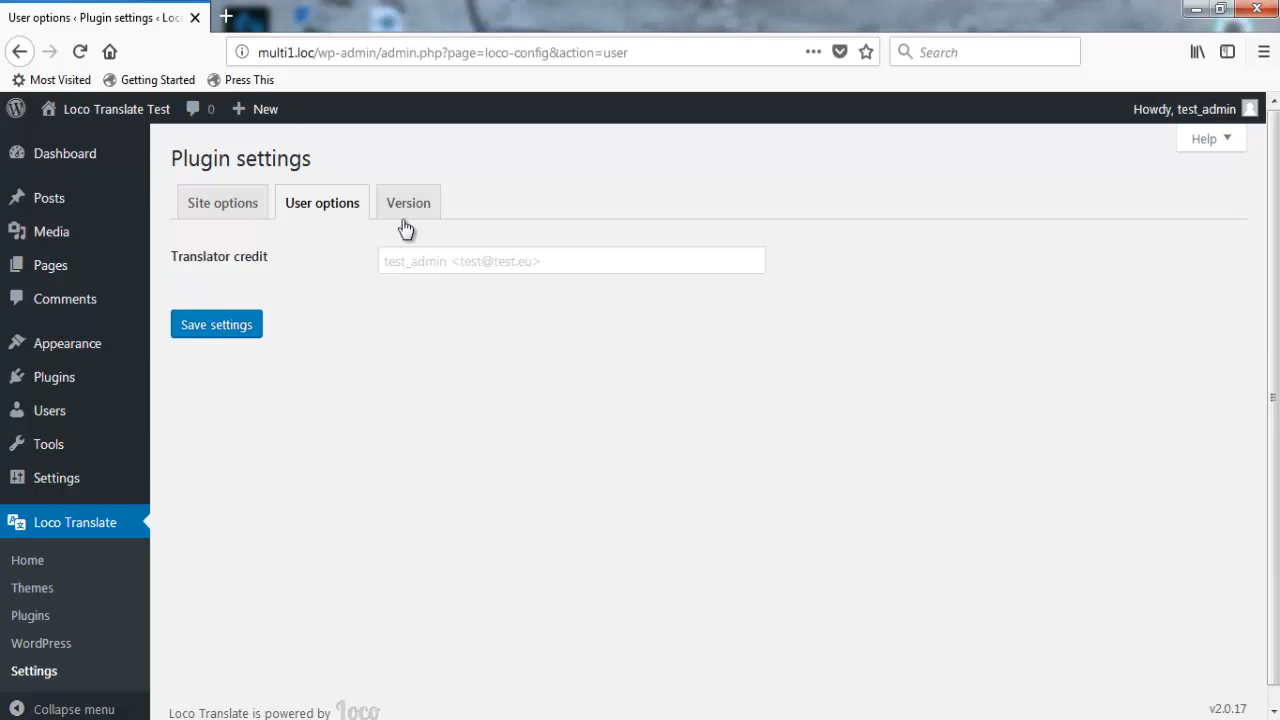 User options ‹ Plugin settings ‹ Loc
multi1.loc/wp-admin/admin.php?page=loco-config&action=user
Search
Most Visited
Getting Started
Press This
Loco Translate Test
0
New
Howdy, test_admin
Help
Dashboard
Posts
Media
Pages
Comments
Appearance
Plugins
Users
Tools
Settings
Loco Translate
Home
Themes
Plugins
WordPress
Settings
Collapse menu
Plugin settings
Site options
User options
Version
Translator credit
test_admin <test@test.eu>
Save settings
Loco Translate is powered by loco
v2.0.17